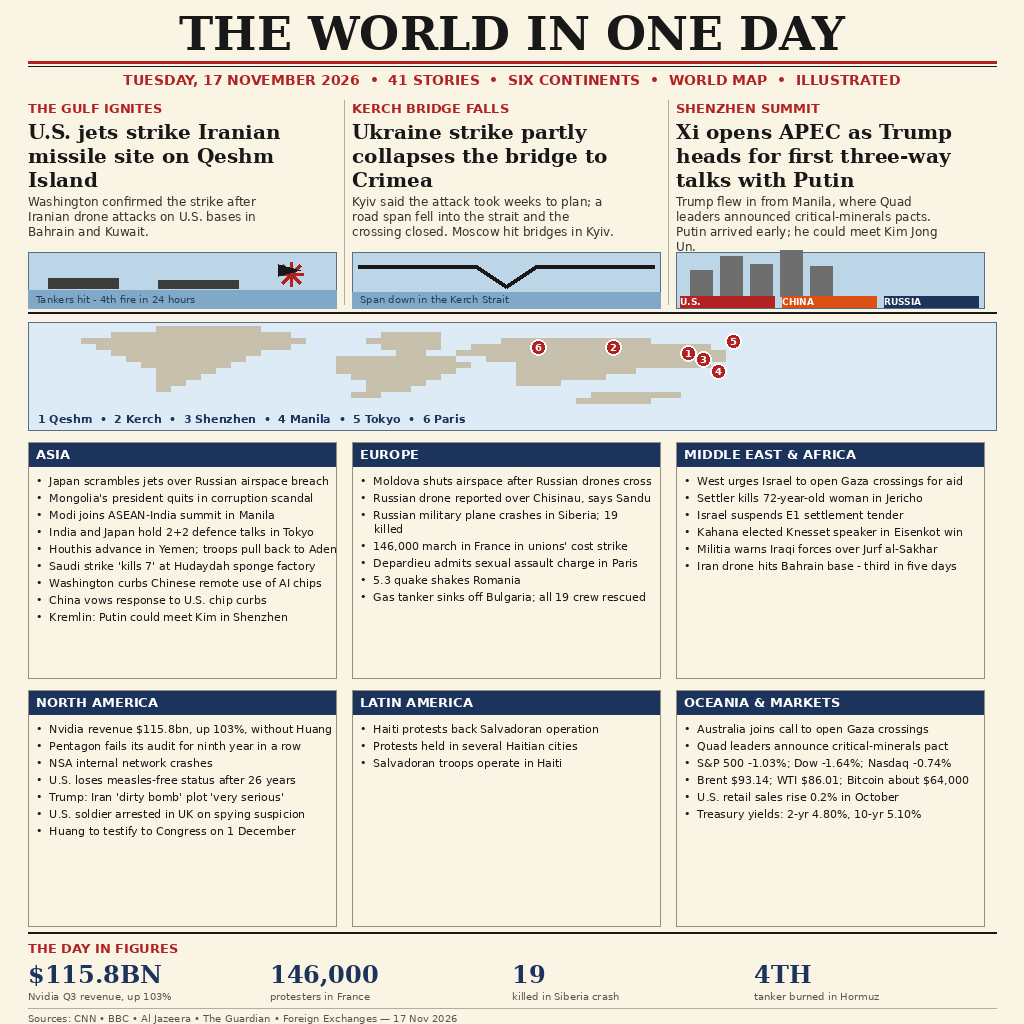 THE WORLD IN ONE DAY
TUESDAY, 17 NOVEMBER 2026 • 41 STORIES • SIX CONTINENTS • WORLD MAP • ILLUSTRATED
THE GULF IGNITES
U.S. jets strike Iranian
missile site on Qeshm
Island
Washington confirmed the strike after
Iranian drone attacks on U.S. bases in
Bahrain and Kuwait.
Tankers hit - 4th fire in 24 hours
KERCH BRIDGE FALLS
Ukraine strike partly
collapses the bridge to
Crimea
Kyiv said the attack took weeks to plan; a
road span fell into the strait and the
crossing closed. Moscow hit bridges in Kyiv.
Span down in the Kerch Strait
SHENZHEN SUMMIT
Xi opens APEC as Trump
heads for first three-way
talks with Putin
Trump flew in from Manila, where Quad
leaders announced critical-minerals pacts.
Putin arrived early; he could meet Kim Jong
Un.
U.S. CHINA RUSSIA
6 2 1 3 4 5
1 Qeshm • 2 Kerch • 3 Shenzhen • 4 Manila • 5 Tokyo • 6 Paris
ASIA
• Japan scrambles jets over Russian airspace breach
• Mongolia's president quits in corruption scandal
• Modi joins ASEAN-India summit in Manila
• India and Japan hold 2+2 defence talks in Tokyo
• Houthis advance in Yemen; troops pull back to Aden
• Saudi strike 'kills 7' at Hudaydah sponge factory
• Washington curbs Chinese remote use of AI chips
• China vows response to U.S. chip curbs
• Kremlin: Putin could meet Kim in Shenzhen
EUROPE
• Moldova shuts airspace after Russian drones cross
• Russian drone reported over Chisinau, says Sandu
• Russian military plane crashes in Siberia; 19
killed
• 146,000 march in France in unions' cost strike
• Depardieu admits sexual assault charge in Paris
• 5.3 quake shakes Romania
• Gas tanker sinks off Bulgaria; all 19 crew rescued
MIDDLE EAST & AFRICA
• West urges Israel to open Gaza crossings for aid
• Settler kills 72-year-old woman in Jericho
• Israel suspends E1 settlement tender
• Kahana elected Knesset speaker in Eisenkot win
• Militia warns Iraqi forces over Jurf al-Sakhar
• Iran drone hits Bahrain base - third in five days
NORTH AMERICA
• Nvidia revenue $115.8bn, up 103%, without Huang
• Pentagon fails its audit for ninth year in a row
• NSA internal network crashes
• U.S. loses measles-free status after 26 years
• Trump: Iran 'dirty bomb' plot 'very serious'
• U.S. soldier arrested in UK on spying suspicion
• Huang to testify to Congress on 1 December
LATIN AMERICA
• Haiti protests back Salvadoran operation
• Protests held in several Haitian cities
• Salvadoran troops operate in Haiti
OCEANIA & MARKETS
• Australia joins call to open Gaza crossings
• Quad leaders announce critical-minerals pact
• S&P 500 -1.03%; Dow -1.64%; Nasdaq -0.74%
• Brent $93.14; WTI $86.01; Bitcoin about $64,000
• U.S. retail sales rise 0.2% in October
• Treasury yields: 2-yr 4.80%, 10-yr 5.10%
THE DAY IN FIGURES
$115.8BN
Nvidia Q3 revenue, up 103%
146,000
protesters in France
19
killed in Siberia crash
4TH
tanker burned in Hormuz
Sources: CNN • BBC • Al Jazeera • The Guardian • Foreign Exchanges — 17 Nov 2026